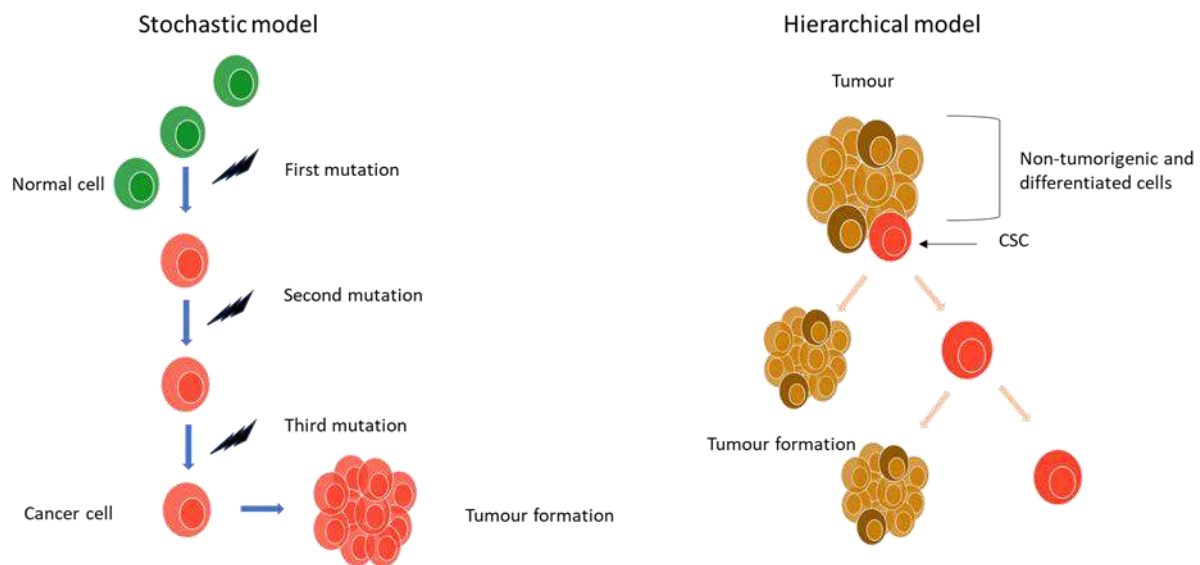 Stochastic model
Normal cell
First mutation
Second mutation
Third mutation
Cancer cell
Tumour formation
Hierarchical model
Tumour
Non-tumorigenic and
differentiated cells
CSC
Tumour formation